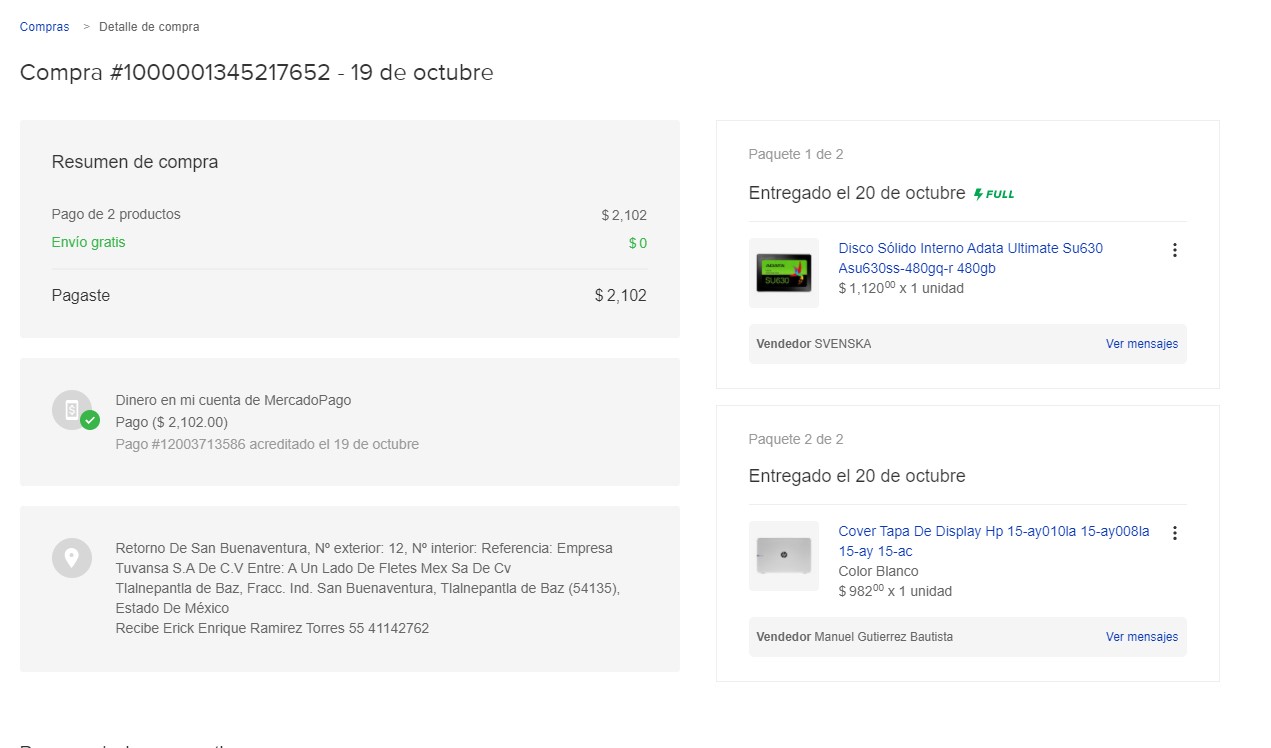 Compras > Detalle de compra
Compra #1000001345217652 - 19 de octubre
Resumen de compra
Pago de 2 productos $ 2,102
Envío gratis $ 0
Pagaste $ 2,102
Dinero en mi cuenta de MercadoPago
Pago ($ 2,102.00)
Pago #12003713586 acreditado el 19 de octubre
Retorno De San Buenaventura, Nº exterior: 12, Nº interior: Referencia: Empresa
Tuvansa S.A De C.V Entre: A Un Lado De Fletes Mex Sa De Cv
Tlalnepantla de Baz, Fracc. Ind. San Buenaventura, Tlalnepantla de Baz (54135),
Estado De México
Recibe Erick Enrique Ramirez Torres 55 41142762
Paquete 1 de 2
Entregado el 20 de octubre FULL
Disco Sólido Interno Adata Ultimate Su630
Asu630ss-480gq-r 480gb
$ 1,120⁰⁰ x 1 unidad
SU630
Vendedor SVENSKA Ver mensajes
Paquete 2 de 2
Entregado el 20 de octubre
Cover Tapa De Display Hp 15-ay010la 15-ay008la
15-ay 15-ac
Color Blanco
$ 982⁰⁰ x 1 unidad
Vendedor Manuel Gutierrez Bautista Ver mensajes